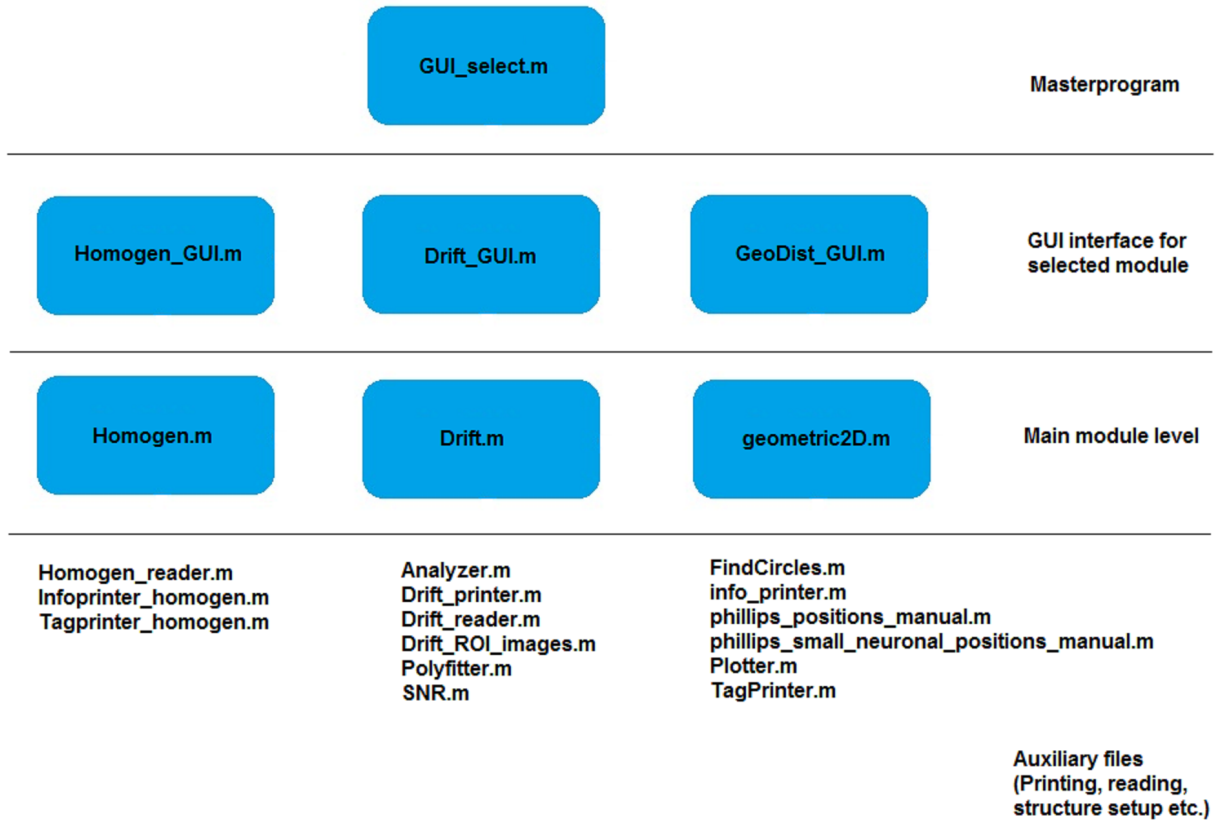 GUI_select.m
Masterprogram
Homogen_GUI.m
Drift_GUI.m
GeoDist_GUI.m
GUI interface for
selected module
Homogen.m
Drift.m
geometric2D.m
Main module level
Homogen_reader.m
Infoprinter_homogen.m
Tagprinter_homogen.m
Analyzer.m
Drift_printer.m
Drift_reader.m
Drift_ROI_images.m
Polyfitter.m
SNR.m
FindCircles.m
info_printer.m
phillips_positions_manual.m
phillips_small_neuronal_positions_manual.m
Plotter.m
TagPrinter.m
Auxiliary files
(Printing, reading,
structure setup etc.)